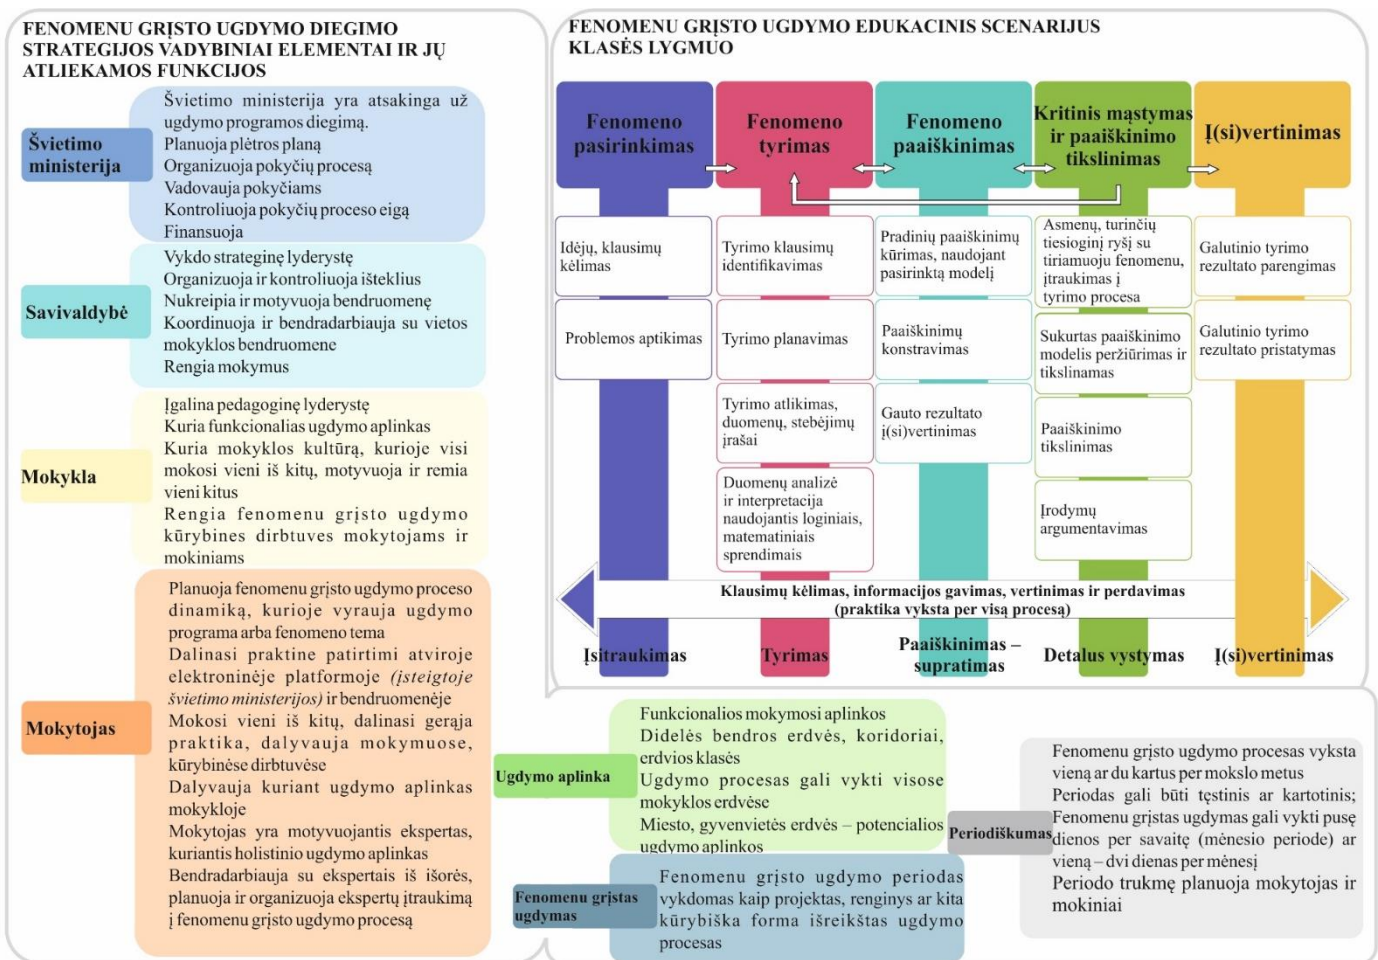 FENOMENU GRĮSTO UGDYMO DIEGIMO
STRATEGIJOS VADYBINIAI ELEMENTAI IR JŲ
ATLIEKAMOS FUNKCIJOS
Švietimo
ministerija
Švietimo ministerija yra atsakinga už
ugdymo programos diegimą.
Planuoja plėtros planą
Organizuoja pokyčių procesą
Vadovauja pokyčiams
Kontroliuoja pokyčių proceso eigą
Finansuoja
Savivaldybė
Vykdo strateginę lyderystę
Organizuoja ir kontroliuoja išteklius
Nukreipia ir motyvuoja bendruomenę
Koordinuoja ir bendradarbiauja su vietos
mokyklos bendruomene
Rengia mokymus
Mokykla
Įgalina pedagoginę lyderystę
Kuria funkcionalias ugdymo aplinkas
Kuria mokyklos kultūrą, kurioje visi
mokosi vieni iš kitų, motyvuoja ir remia
vieni kitus
Rengia fenomenu grįsto ugdymo
kūrybines dirbtuves mokytojams ir
mokiniams
Mokytojas
Planuoja fenomenu grįsto ugdymo proceso
dinamiką, kurioje vyrauja ugdymo
programa arba fenomeno tema
Dalinasi praktine patirtimi atviroje
elektroninėje platformoje (įsteigtoje
švietimo ministerijos) ir bendruomenėje
Mokosi vieni iš kitų, dalinasi gerąja
praktika, dalyvauja mokymuose,
kūrybinėse dirbtuvėse
Dalyvauja kuriant ugdymo aplinkas
mokykloje
Mokytojas yra motyvuojantis ekspertas,
kuriantis holistinio ugdymo aplinkas
Bendradarbiauja su ekspertais iš išorės,
planuoja ir organizuoja ekspertų įtraukimą
į fenomenu grįsto ugdymo procesą
FENOMENU GRĮSTO UGDYMO EDUKACINIS SCENARIJUS
KLASĖS LYGMUO
Fenomeno
pasirinkimas
Idėjų, klausimų
kėlimas
Problemos aptikimas
Fenomeno
tyrimas
Tyrimo klausimų
identifikavimas
Tyrimo planavimas
Tyrimo atlikimas,
duomenų, stebėjimų
įrašai
Duomenų analizė
ir interpretacija
naudojantis loginiais,
matematiniais
sprendimais
Fenomeno
paaiškinimas
Pradinių paaiškinimų
kūrimas, naudojant
pasirinktą modelį
Paaiškinimų
konstravimas
Gauto rezultato
į(si)vertinimas
Kritinis mąstymas
ir paaiškinimo
tikslinimas
Asmenų, turinčių
tiesioginį ryšį su
tiriamuoju fenomenu,
įtraukimas į
tyrimo procesa
Sukurtas paaiškinimo
modelis peržiūrimas ir
tikslinamas
Paaiškinimo
tikslinimas
Įrodymų
argumentavimas
Į(si)vertinimas
Galutinio tyrimo
rezultato parengimas
Galutinio tyrimo
rezultato pristatymas
Klausimų kėlimas, informacijos gavimas, vertinimas ir perdavimas
(praktika vyksta per visą procesą)
Įsitraukimas
Tyrimas
Paaiškinimas –
supratimas
Detalus vystymas
Į(si)vertinimas
Ugdymo aplinka
Funkcionalios mokymosi aplinkos
Didelės bendros erdvės, koridoriai,
erdvios klasės
Ugdymo procesas gali vykti visose
mokyklos erdvėse
Miesto, gyvenvietės erdvės – potencialios
ugdymo aplinkos
Fenomenu grįstas
ugdymas
Fenomenu grįsto ugdymo periodas
vykdomas kaip projektas, renginys ar kita
kūrybiška forma išreikštas ugdymo
procesas
Periodiškumas
Fenomenu grįsto ugdymo procesas vyksta
vieną ar du kartus per mokslo metus
Periodas gali būti tęstinis ar kartotinis;
Fenomenu grįstas ugdymas gali vykti pusę
dienos per savaitę (mėnesio periode) ar
vieną – dvi dienas per mėnesį
Periodo trukmę planuoja mokytojas ir
mokiniai